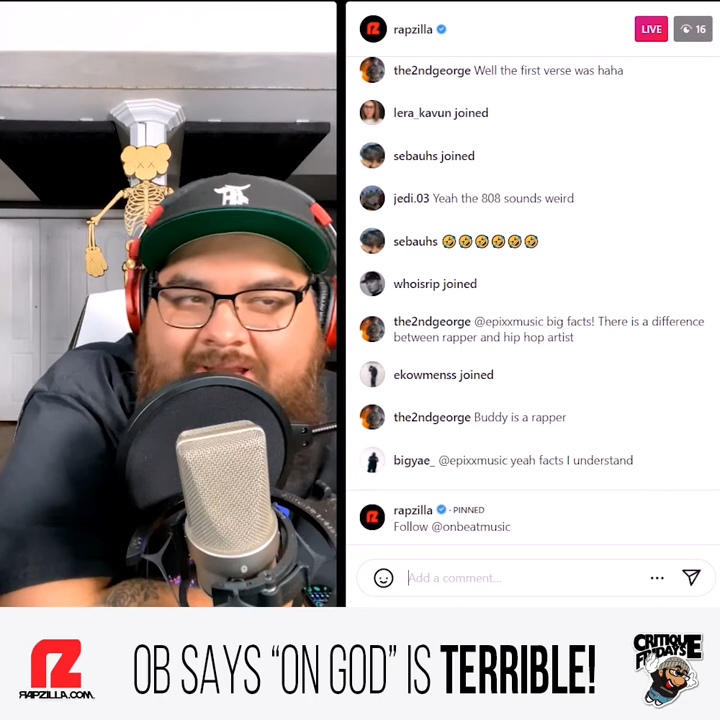 rapzilla
LIVE
16
the2ndgeorge Well the first verse was haha
lera_kavun joined
sebauhs joined
jedi.03 Yeah the 808 sounds weird
sebauhs 🤣🤣🤣🤣🤣🤣
whoisrip joined
the2ndgeorge @epixxmusic big facts! There is a difference
between rapper and hip hop artist
ekowmenss joined
the2ndgeorge Buddy is a rapper
bigyae_ @epixxmusic yeah facts I understand
rapzilla · PINNED
Follow @onbeatmusic
Add a comment...
RAPZILLA.COM
OB SAYS “ON GOD” IS TERRIBLE!
CRITIQUE
FRIDAYS